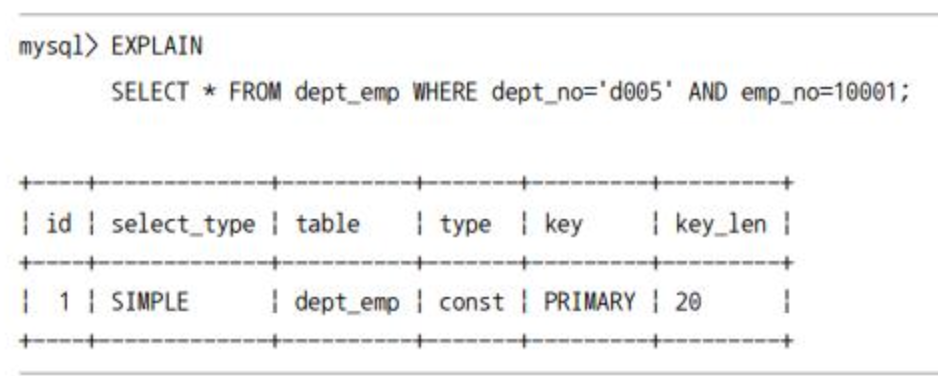 mysql> EXPLAIN
SELECT * FROM dept_emp WHERE dept_no='d005' AND emp_no=10001;
+----+-------------+----------+-------+---------+---------+
| id | select_type | table    | type  | key     | key_len |
+----+-------------+----------+-------+---------+---------+
|  1 | SIMPLE      | dept_emp | const | PRIMARY | 20      |
+----+-------------+----------+-------+---------+---------+